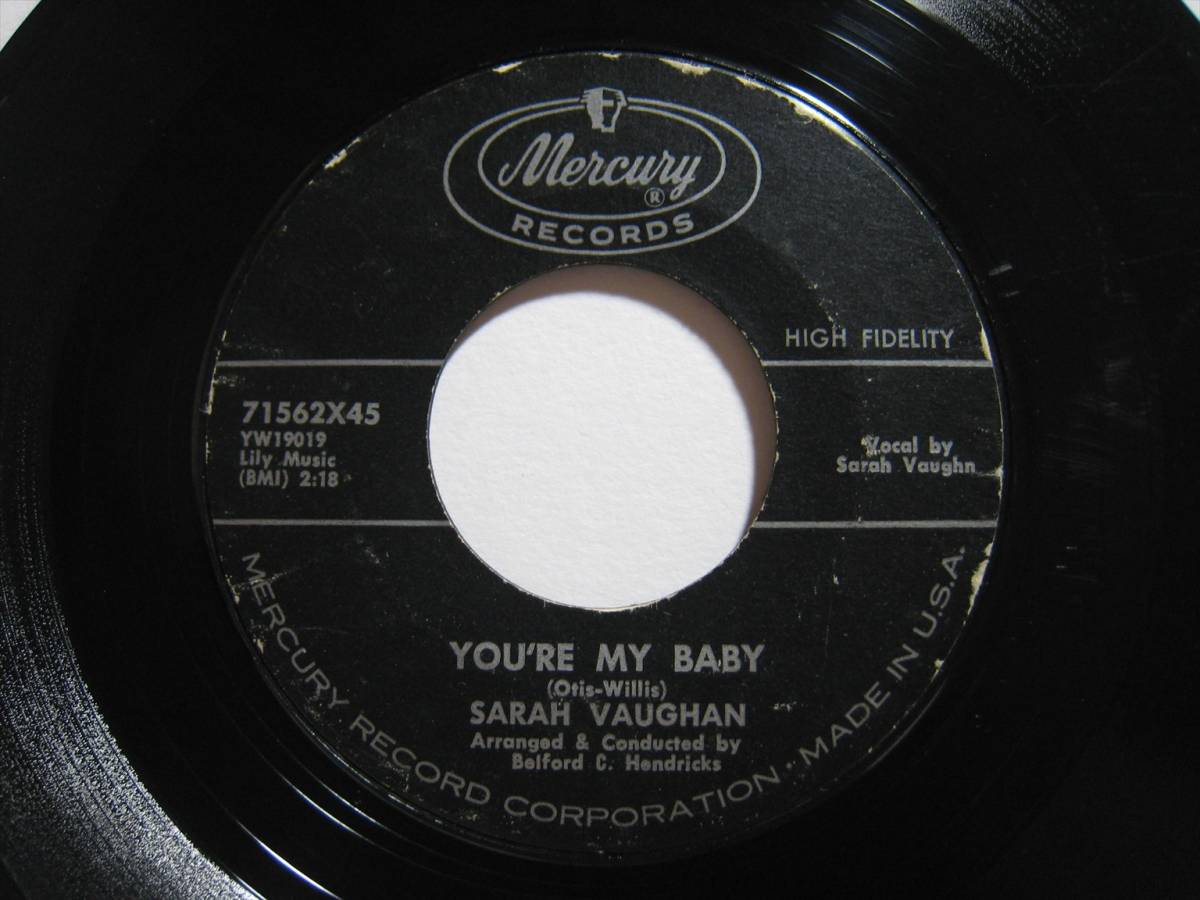 Mercury
®
RECORDS
HIGH FIDELITY
71562X45
YW19019
Lily Music
(BMI) 2:18
Vocal by
Sarah Vaughn
YOU'RE MY BABY
(Otis-Willis)
SARAH VAUGHAN
Arranged & Conducted by
Belford C. Hendricks
MERCURY RECORD CORPORATION · MADE IN U.S.A.